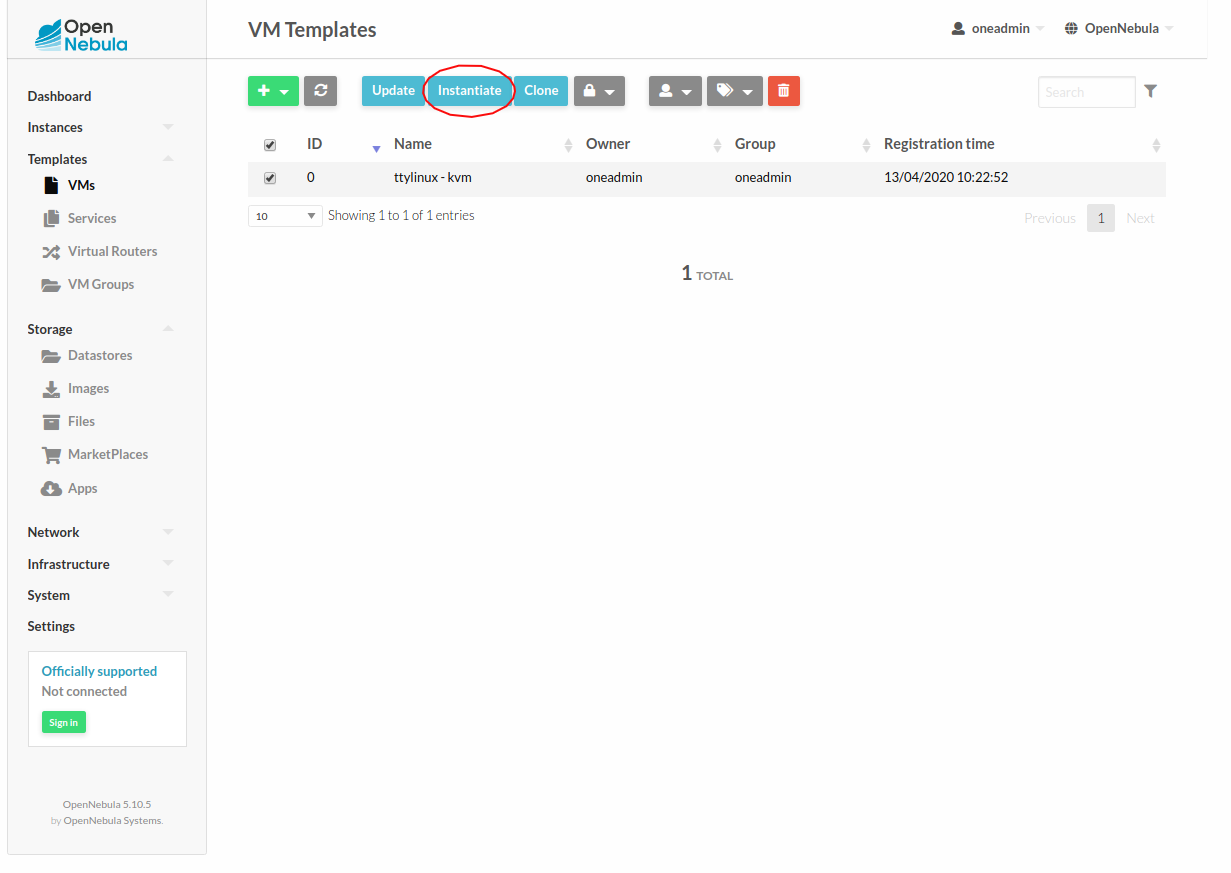 Open
Nebula
VM Templates
oneadmin
OpenNebula
Dashboard
Instances
Templates
VMs
Services
Virtual Routers
VM Groups
Storage
Datastores
Images
Files
MarketPlaces
Apps
Network
Infrastructure
System
Settings
Officially supported
Not connected
Sign in
OpenNebula 5.10.5
by OpenNebula Systems.
Update Instantiate Clone
Search
ID Name Owner Group Registration time
0 ttylinux - kvm oneadmin oneadmin 13/04/2020 10:22:52
10 Showing 1 to 1 of 1 entries
Previous 1 Next
1 TOTAL